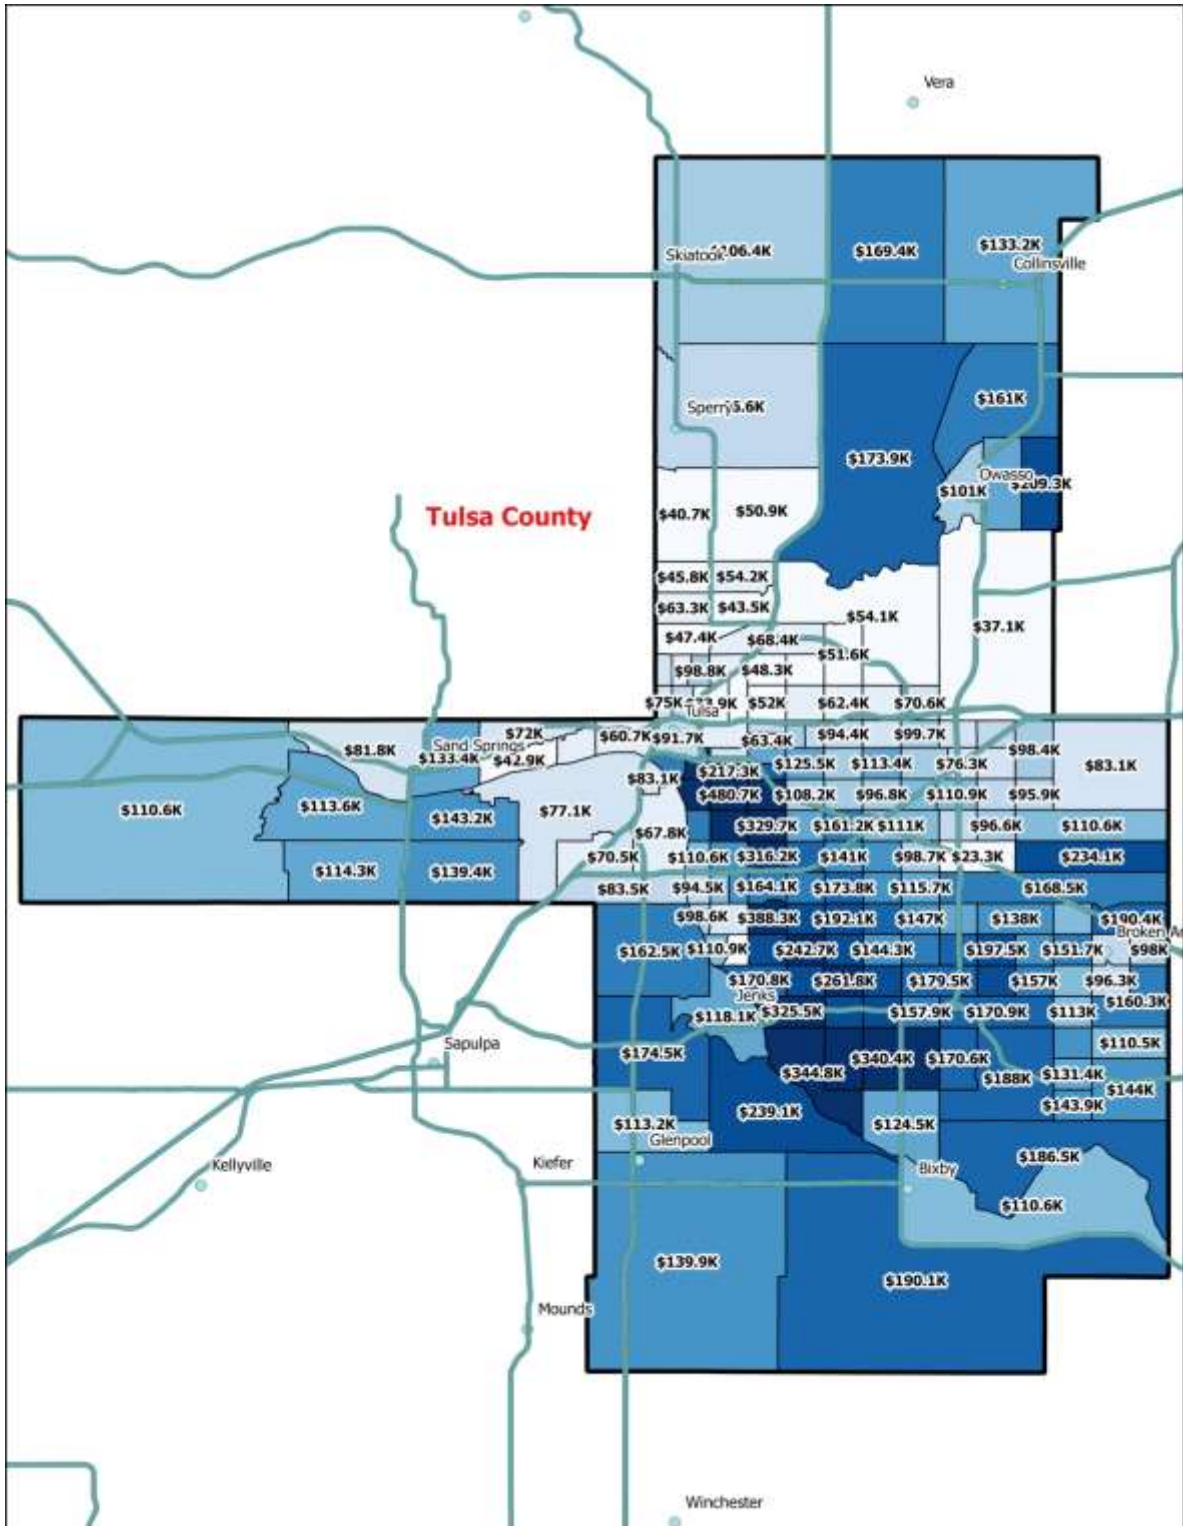 Vera
Skiatook
$169.4K
$133.2K
Collinsville
Sperry
$161K
$173.9K
Owasso
$101K
$209.3K
Tulsa County
$40.7K
$50.9K
$45.8K
$54.2K
$63.3K
$43.5K
$54.1K
$47.4K
$68.4K
$37.1K
$51.6K
$98.8K
$48.3K
$75K
$52K
$62.4K
$70.6K
Tulsa
$72K
$60.7K
$91.7K
$63.4K
$94.4K
$99.7K
$81.8K
Sand Springs
$133.4K
$42.9K
$98.4K
$83.1K
$217.3K
$125.5K
$113.4K
$76.3K
$83.1K
$110.6K
$113.6K
$143.2K
$77.1K
$480.7K
$108.2K
$96.8K
$110.9K
$95.9K
$67.8K
$329.7K
$161.2K
$111K
$96.6K
$110.6K
$114.3K
$139.4K
$70.5K
$110.6K
$316.2K
$141K
$98.7K
$23.3K
$234.1K
$83.5K
$94.5K
$164.1K
$173.8K
$115.7K
$168.5K
$98.6K
$388.3K
$192.1K
$147K
$138K
$190.4K
Broken Ar
$162.5K
$110.9K
$242.7K
$144.3K
$197.5K
$151.7K
$98K
$170.8K
$261.8K
$179.5K
$157K
$96.3K
Jenks
$118.1K
$325.5K
$157.9K
$170.9K
$113K
$160.3K
Sapulpa
$174.5K
$344.8K
$340.4K
$170.6K
$110.5K
$188K
$131.4K
$144K
$239.1K
$143.9K
$113.2K
$124.5K
Glenpool
Kellyville
Kiefer
Bixby
$186.5K
$110.6K
$139.9K
$190.1K
Mounds
Winchester